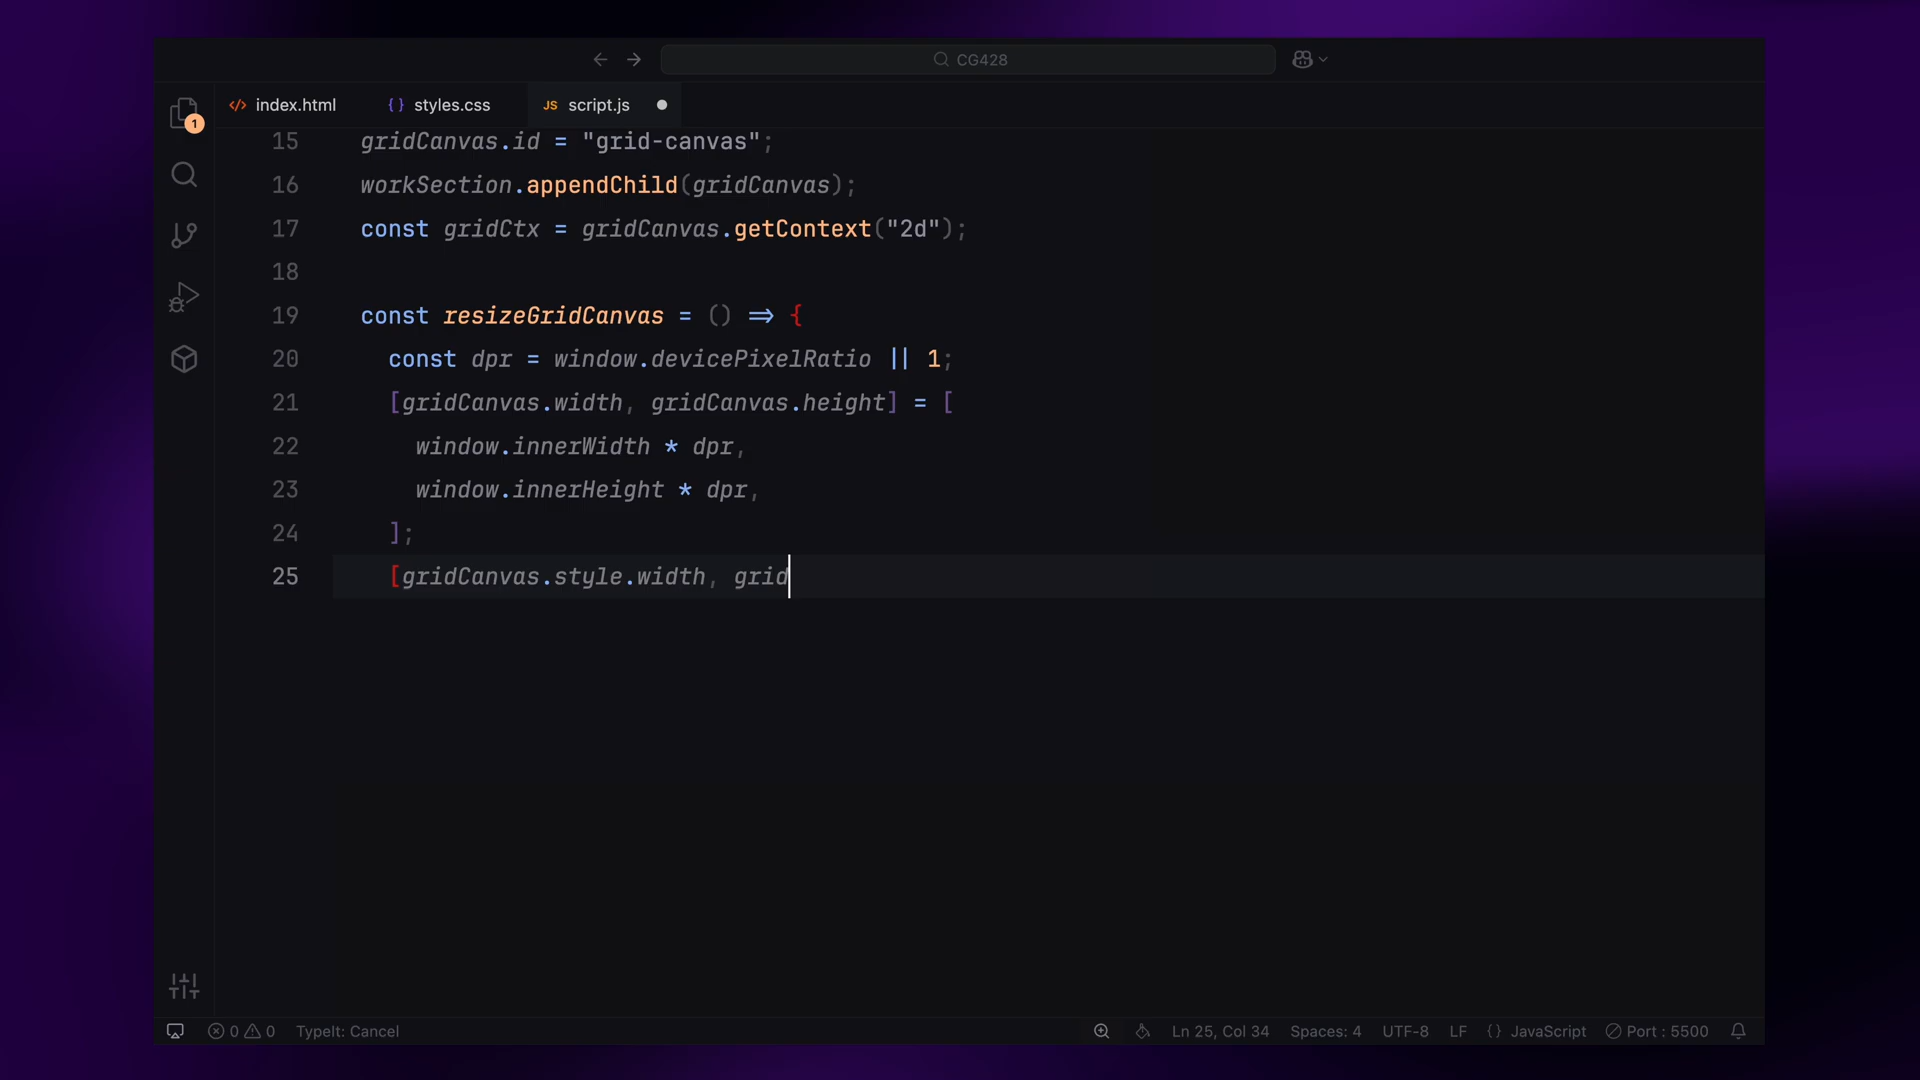 CG428
index.html
styles.css
JS script.js
1
15 gridCanvas.id = "grid-canvas";
16 workSection.appendChild(gridCanvas);
17 const gridCtx = gridCanvas.getContext("2d");
18
19 const resizeGridCanvas = () => {
20 const dpr = window.devicePixelRatio || 1;
21 [gridCanvas.width, gridCanvas.height] = [
22 window.innerWidth * dpr,
23 window.innerHeight * dpr,
24 ];
25 [gridCanvas.style.width, grid
0 0 TypeIt: Cancel Ln 25, Col 34 Spaces: 4 UTF-8 LF {} JavaScript Port : 5500